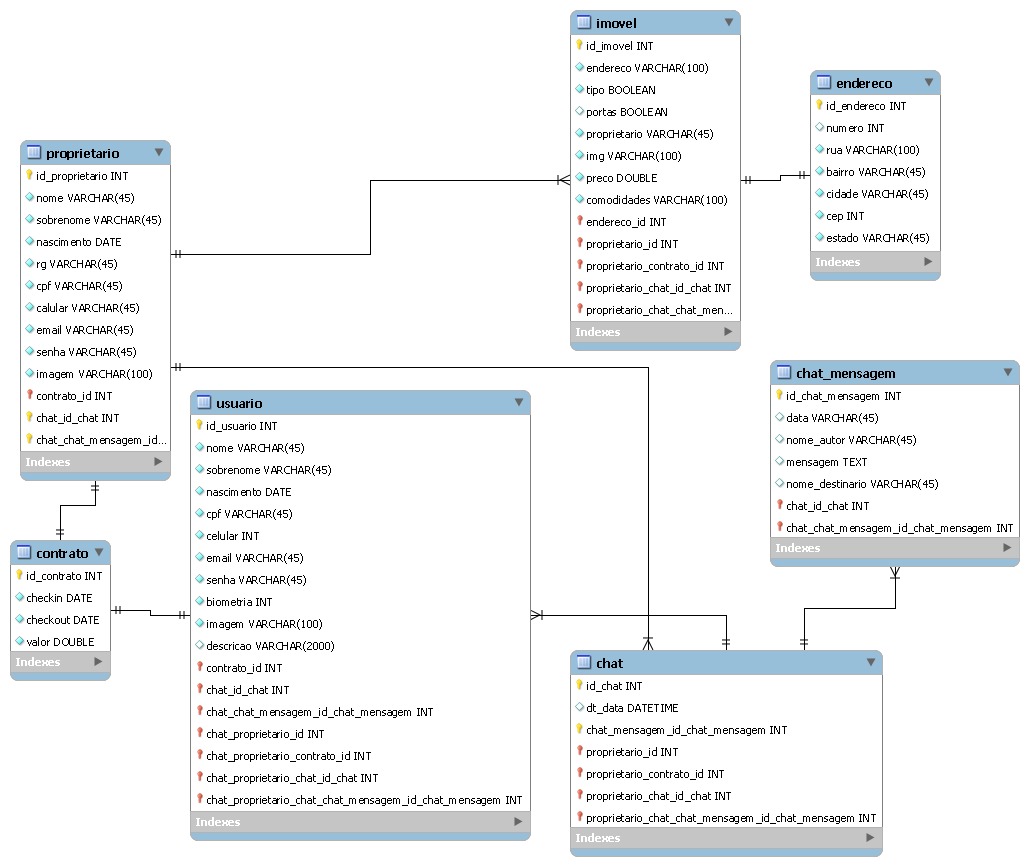 imovel
id_imovel INT
endereco VARCHAR(100)
tipo BOOLEAN
portas BOOLEAN
proprietario VARCHAR(45)
img VARCHAR(100)
preco DOUBLE
comodidades VARCHAR(100)
endereco_id INT
proprietario_id INT
proprietario_contrato_id INT
proprietario_chat_id_chat INT
proprietario_chat_chat_men...
Indexes
endereco
id_endereco INT
numero INT
rua VARCHAR(100)
bairro VARCHAR(45)
cidade VARCHAR(45)
cep INT
estado VARCHAR(45)
Indexes
proprietario
id_proprietario INT
nome VARCHAR(45)
sobrenome VARCHAR(45)
nascimento DATE
rg VARCHAR(45)
cpf VARCHAR(45)
calular VARCHAR(45)
email VARCHAR(45)
senha VARCHAR(45)
imagem VARCHAR(100)
contrato_id INT
chat_id_chat INT
chat_chat_mensagem_id...
Indexes
usuario
id_usuario INT
nome VARCHAR(45)
sobrenome VARCHAR(45)
nascimento DATE
cpf VARCHAR(45)
celular INT
email VARCHAR(45)
senha VARCHAR(45)
biometria INT
imagem VARCHAR(100)
descricao VARCHAR(2000)
contrato_id INT
chat_id_chat INT
chat_chat_mensagem_id_chat_mensagem INT
chat_proprietario_id INT
chat_proprietario_contrato_id INT
chat_proprietario_chat_id_chat INT
chat_proprietario_chat_chat_mensagem_id_chat_mensagem INT
Indexes
chat_mensagem
id_chat_mensagem INT
data VARCHAR(45)
nome_autor VARCHAR(45)
mensagem TEXT
nome_destinario VARCHAR(45)
chat_id_chat INT
chat_chat_mensagem_id_chat_mensagem INT
Indexes
contrato
id_contrato INT
checkin DATE
checkout DATE
valor DOUBLE
Indexes
chat
id_chat INT
dt_data DATETIME
chat_mensagem_id_chat_mensagem INT
proprietario_id INT
proprietario_contrato_id INT
proprietario_chat_id_chat INT
proprietario_chat_chat_mensagem_id_chat_mensagem INT
Indexes